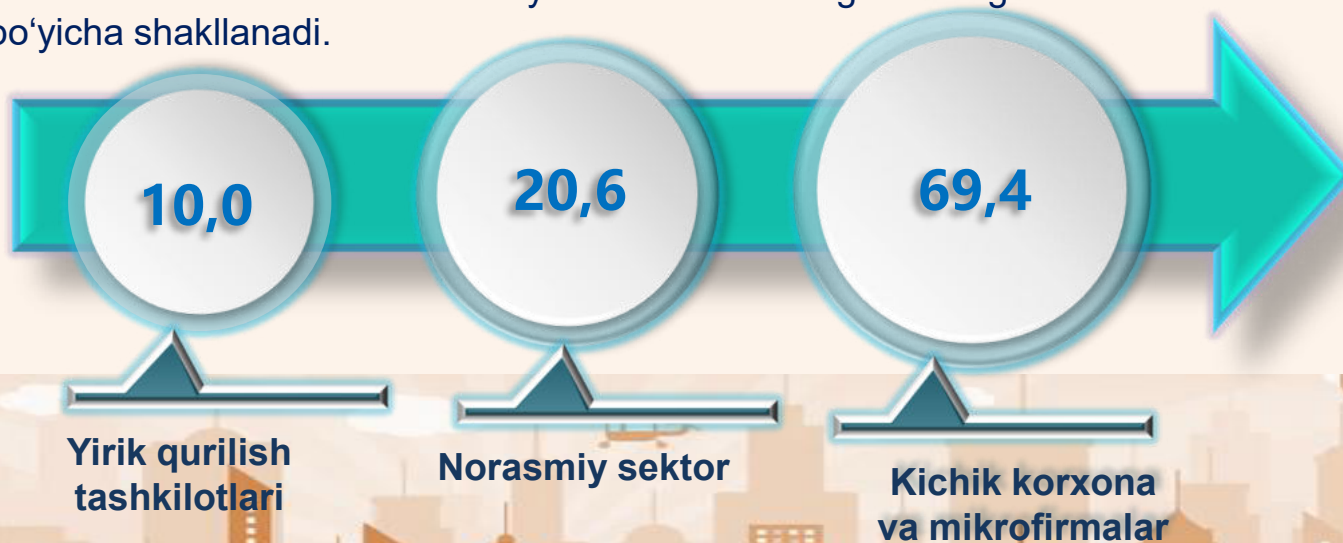 bo‘yicha shakllanadi.
10,0
20,6
69,4
Yirik qurilish
tashkilotlari
Norasmiy sektor
Kichik korxona
va mikrofirmalar